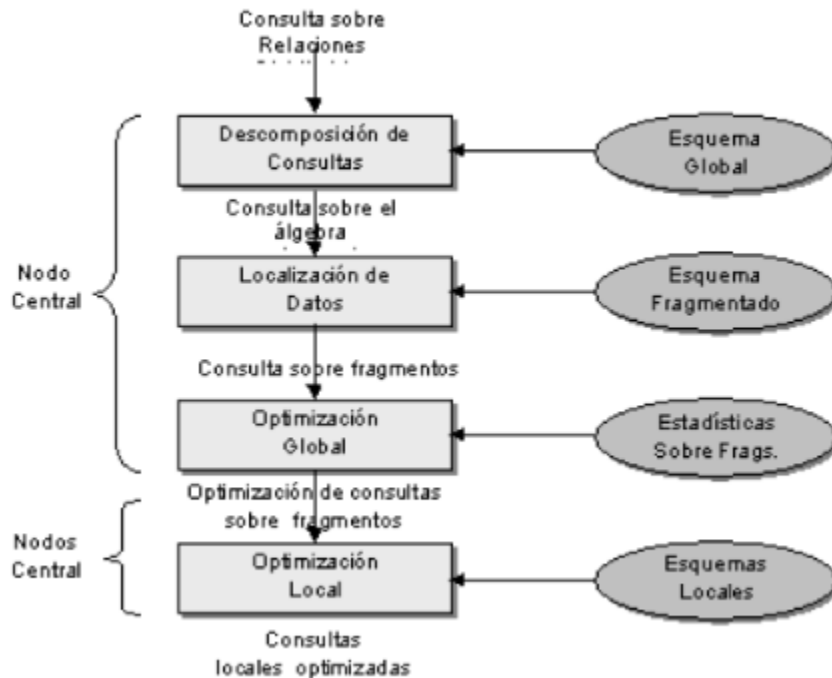 Consulta sobre
Relaciones
Descomposición de
Consultas
Esquema
Global
Consulta sobre el
álgebra
Nodo
Central
Localización de
Datos
Esquema
Fragmentado
Consulta sobre fragmentos
Optimización
Global
Estadísticas
Sobre Frags.
Optimización de consultas
sobre fragmentos
Nodos
Central
Optimización
Local
Esquemas
Locales
Consultas
locales optimizadas